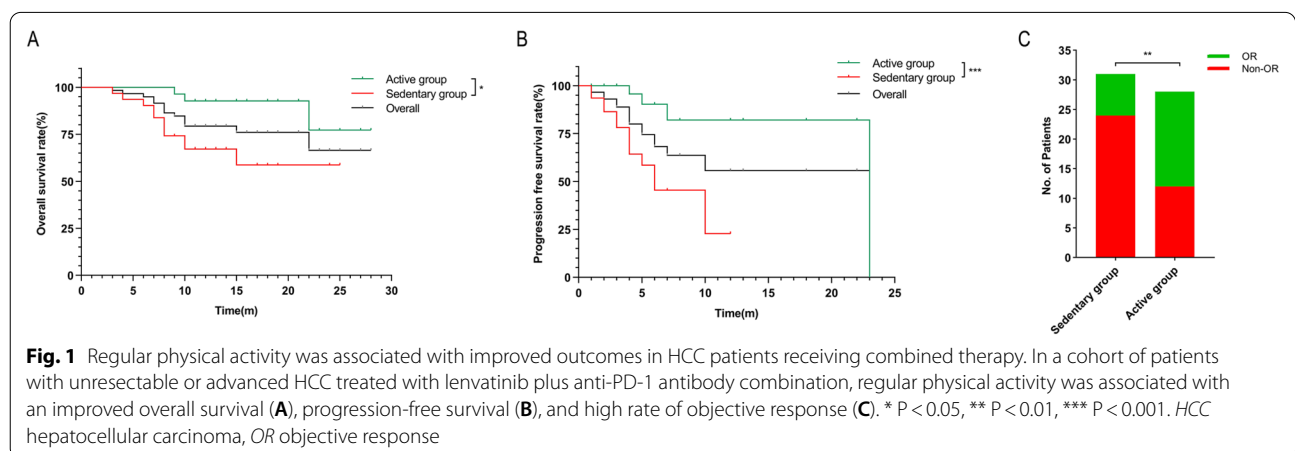 A
Overall survival rate(%)
100
75
50
25
0
0 5 10 15 20 25 30
Time(m)
Active group
Sedentary group
Overall
*
B
Progression free survival rate(%)
100
75
50
25
0
0 5 10 15 20 25
Time(m)
Active group
Sedentary group
Overall
***
C
No. of Patients
35
30
25
20
15
10
5
0
**
OR
Non-OR
Sedentary group
Active group
Fig. 1 Regular physical activity was associated with improved outcomes in HCC patients receiving combined therapy. In a cohort of patients
with unresectable or advanced HCC treated with lenvatinib plus anti-PD-1 antibody combination, regular physical activity was associated with
an improved overall survival (A), progression-free survival (B), and high rate of objective response (C). * P < 0.05, ** P < 0.01, *** P < 0.001. HCC
hepatocellular carcinoma, OR objective response